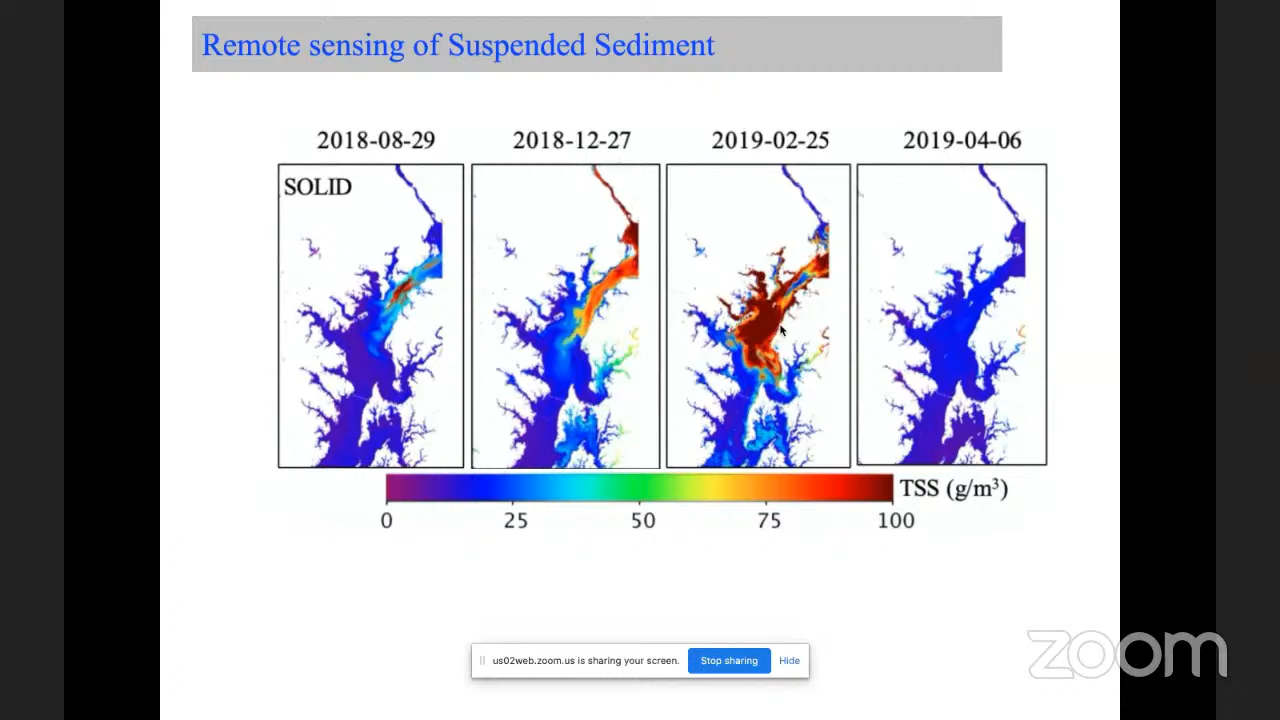 Remote sensing of Suspended Sediment
2018-08-29 2018-12-27 2019-02-25 2019-04-06
SOLID
TSS (g/m³)
0 25 50 75 100
us02web.zoom.us is sharing your screen. Stop sharing Hide
zoom